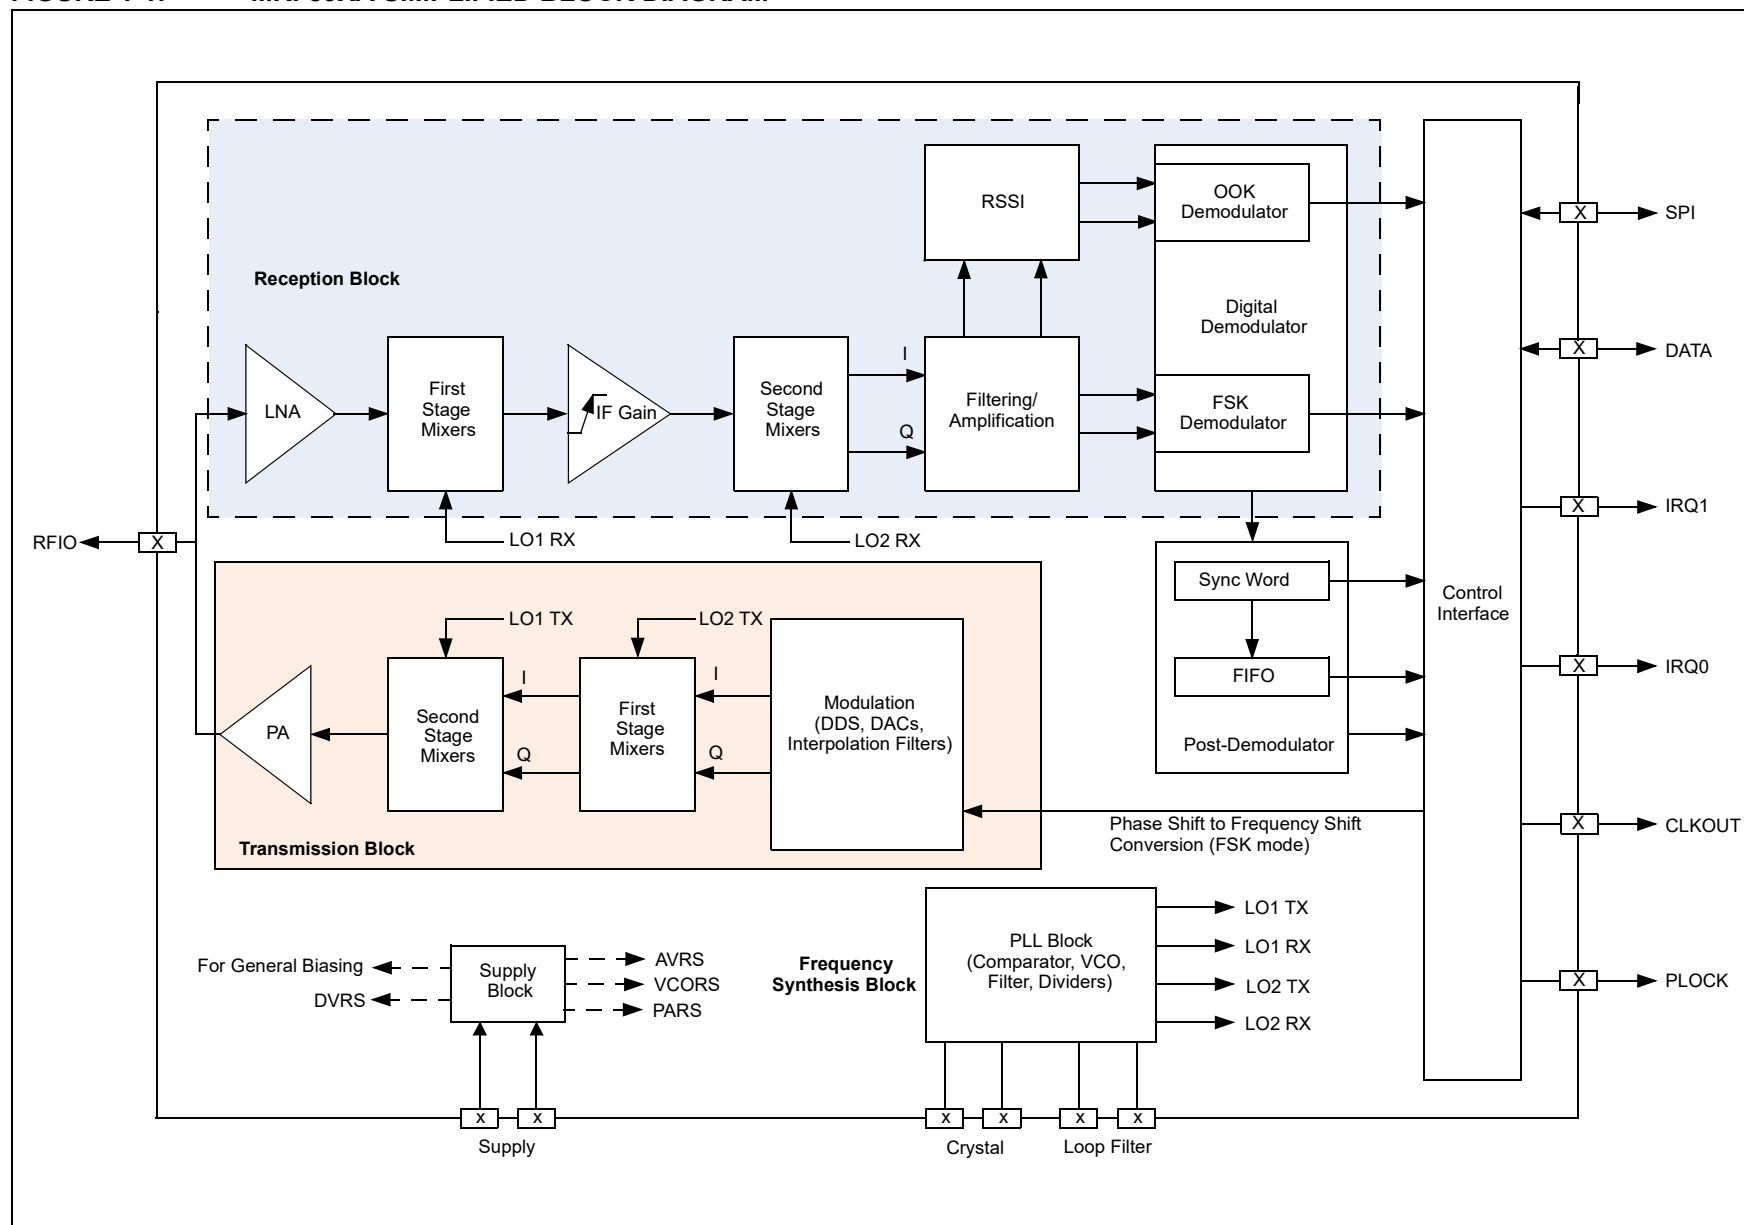 RSSI
OOK
Demodulator
SPI
Reception Block
Digital
Demodulator
DATA
LNA
First
Stage
Mixers
IF Gain
Second
Stage
Mixers
I
Q
Filtering/
Amplification
FSK
Demodulator
IRQ1
RFIO
X
LO1 RX
LO2 RX
Sync Word
Control
Interface
LO1 TX
LO2 TX
FIFO
IRQ0
PA
Second
Stage
Mixers
I
Q
First
Stage
Mixers
I
Q
Modulation
(DDS, DACs,
Interpolation Filters)
Post-Demodulator
Transmission Block
Phase Shift to Frequency Shift
Conversion (FSK mode)
CLKOUT
For General Biasing
DVRS
Supply
Block
AVRS
VCORS
PARS
Frequency
Synthesis Block
PLL Block
(Comparator, VCO,
Filter, Dividers)
LO1 TX
LO1 RX
LO2 TX
LO2 RX
PLOCK
X
X
X
X
X
X
x
x
x
x
x
x
Supply
Crystal
Loop Filter